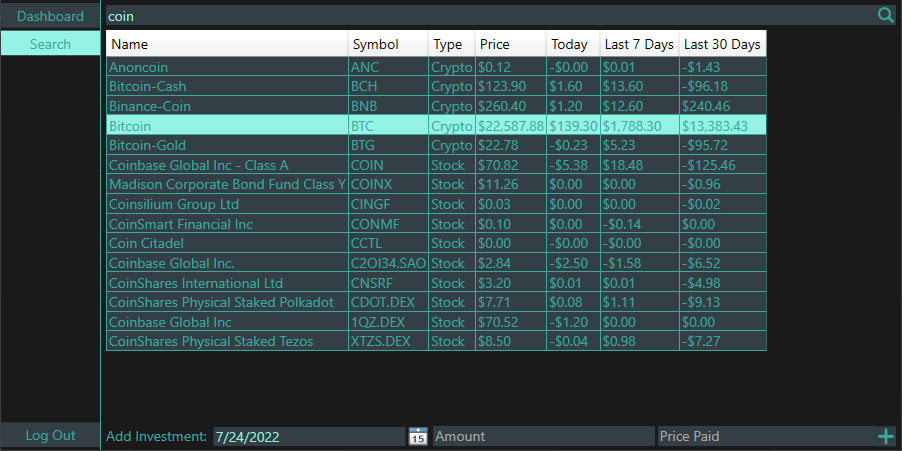 Dashboard coin
Search
Name Symbol Type Price Today Last 7 Days Last 30 Days
Anoncoin ANC Crypto $0.12 -$0.00 $0.01 -$1.43
Bitcoin-Cash BCH Crypto $123.90 $1.60 $13.60 -$96.18
Binance-Coin BNB Crypto $260.40 $1.20 $12.60 $240.46
Bitcoin BTC Crypto $22,587.88 $139.30 $1,788.30 $13,383.43
Bitcoin-Gold BTG Crypto $22.78 -$0.23 $5.23 -$95.72
Coinbase Global Inc - Class A COIN Stock $70.82 -$5.38 $18.48 -$125.46
Madison Corporate Bond Fund Class Y COINX Stock $11.26 $0.00 $0.00 -$0.96
Coinsilium Group Ltd CINGF Stock $0.03 $0.00 $0.00 -$0.02
CoinSmart Financial Inc CONMF Stock $0.10 $0.00 -$0.14 $0.00
Coin Citadel CCTL Stock $0.00 -$0.00 -$0.00 -$0.00
Coinbase Global Inc. C2OI34.SAO Stock $2.84 -$2.50 -$1.58 -$6.52
CoinShares International Ltd CNSRF Stock $3.20 $0.01 $0.01 -$4.98
CoinShares Physical Staked Polkadot CDOT.DEX Stock $7.71 $0.08 $1.11 -$9.13
Coinbase Global Inc 1QZ.DEX Stock $70.52 -$1.20 $0.00 $0.00
CoinShares Physical Staked Tezos XTZS.DEX Stock $8.50 -$0.04 $0.98 -$7.27
Log Out Add Investment: 7/24/2022 15 Amount Price Paid